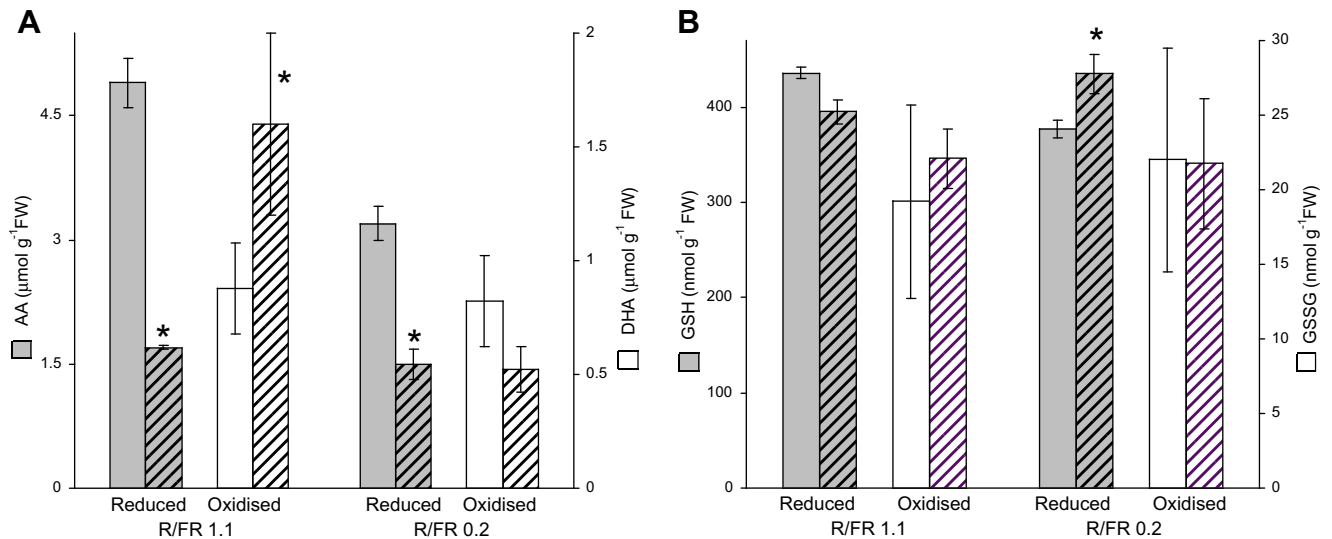 A
AA (µmol g-1FW)
4.5
3
1.5
0
*
*
*
2
1.5
1
0.5
0
DHA (µmol g-1 FW)
Reduced Oxidised Reduced Oxidised
R/FR 1.1 R/FR 0.2
B
GSH (nmol g-1 FW)
400
300
200
100
0
*
30
25
20
15
10
5
0
GSSG (nmol g-1FW)
Reduced Oxidised Reduced Oxidised
R/FR 1.1 R/FR 0.2